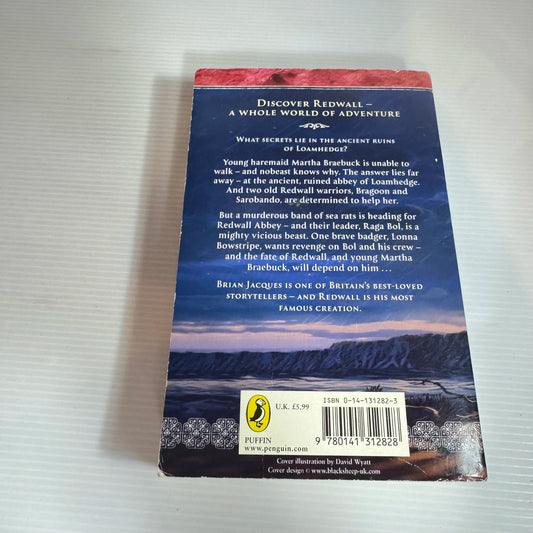 DISCOVER REDWALL –
A WHOLE WORLD OF ADVENTURE
WHAT SECRETS LIE IN THE ANCIENT RUINS
OF LOAMHEDGE?
Young haremaid Martha Braebuck is unable to
walk – and nobeast knows why. The answer lies far
away – at the ancient, ruined abbey of Loamhedge.
And two old Redwall warriors, Bragoon and
Sarobando, are determined to help her.
But a murderous band of sea rats is heading for
Redwall Abbey – and their leader, Raga Bol, is a
mighty vicious beast. One brave badger, Lonna
Bowstripe, wants revenge on Bol and his crew –
and the fate of Redwall, and young Martha
Braebuck, will depend on him ...
BRIAN JACQUES IS ONE OF BRITAIN'S BEST-LOVED
STORYTELLERS – AND REDWALL IS HIS MOST
FAMOUS CREATION.
U.K. £5.99
ISBN 0-14-131282-3
PUFFIN
www.penguin.com
9 780141 312828
Cover illustration by David Wyatt
Cover design © www.blacksheep-uk.com